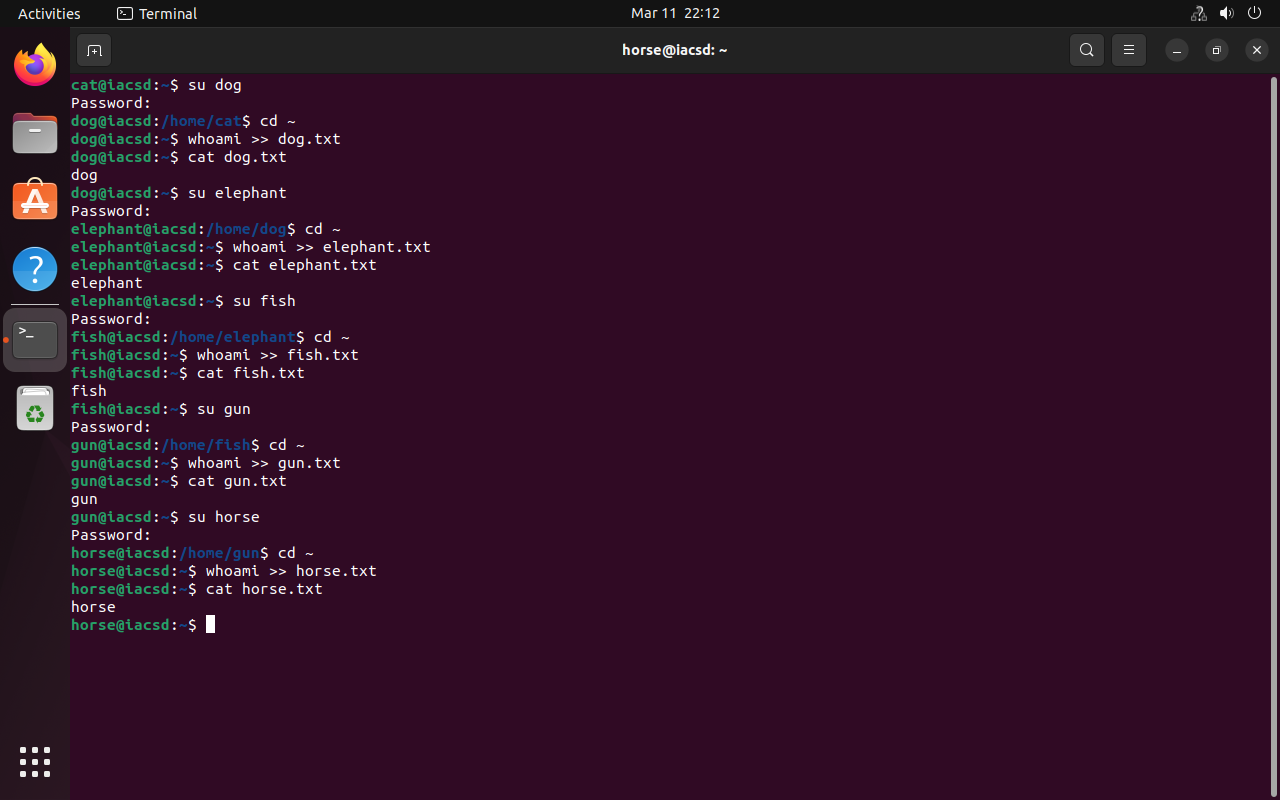 Activities
Terminal
Mar 11 22:12
horse@iacsd: ~
cat@iacsd:~$ su dog
Password:
dog@iacsd:/home/cat$ cd ~
dog@iacsd:~$ whoami >> dog.txt
dog@iacsd:~$ cat dog.txt
dog
dog@iacsd:~$ su elephant
Password:
elephant@iacsd:/home/dog$ cd ~
elephant@iacsd:~$ whoami >> elephant.txt
elephant@iacsd:~$ cat elephant.txt
elephant
elephant@iacsd:~$ su fish
Password:
fish@iacsd:/home/elephant$ cd ~
fish@iacsd:~$ whoami >> fish.txt
fish@iacsd:~$ cat fish.txt
fish
fish@iacsd:~$ su gun
Password:
gun@iacsd:/home/fish$ cd ~
gun@iacsd:~$ whoami >> gun.txt
gun@iacsd:~$ cat gun.txt
gun
gun@iacsd:~$ su horse
Password:
horse@iacsd:/home/gun$ cd ~
horse@iacsd:~$ whoami >> horse.txt
horse@iacsd:~$ cat horse.txt
horse
horse@iacsd:~$